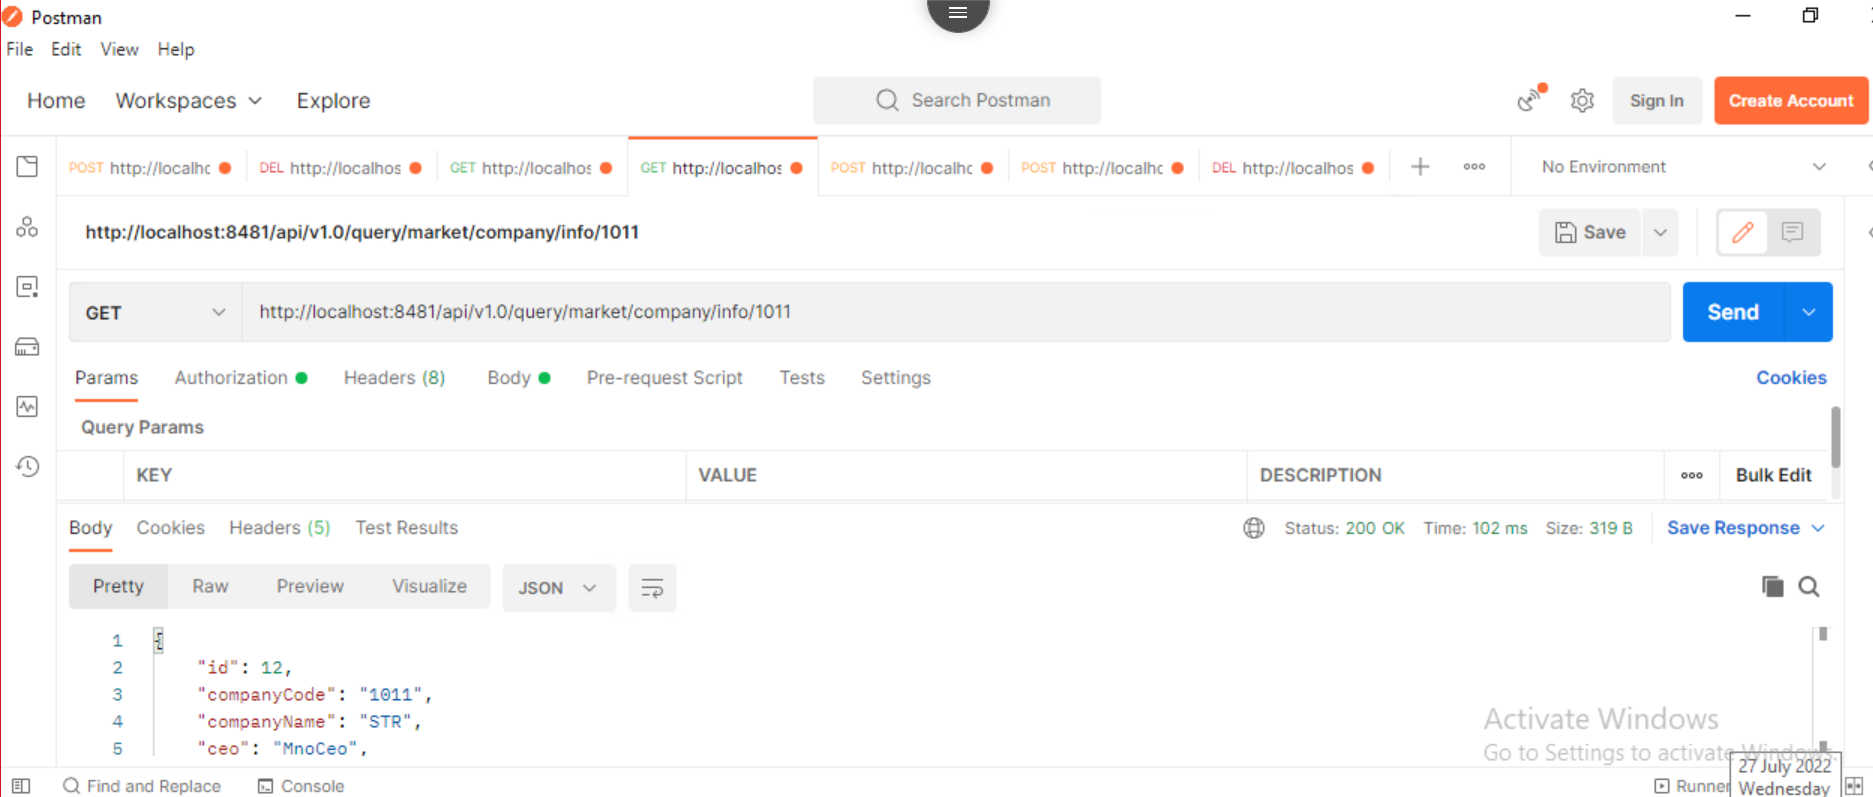 Postman
File Edit View Help
Home Workspaces Explore Search Postman Sign In Create Account
POST http://localhc DEL http://localhos GET http://localhos GET http://localhos POST http://localhc POST http://localhc DEL http://localhos No Environment
http://localhost:8481/api/v1.0/query/market/company/info/1011 Save
GET http://localhost:8481/api/v1.0/query/market/company/info/1011 Send
Params Authorization Headers (8) Body Pre-request Script Tests Settings Cookies
Query Params
KEY VALUE DESCRIPTION Bulk Edit
Body Cookies Headers (5) Test Results Status: 200 OK Time: 102 ms Size: 319 B Save Response
Pretty Raw Preview Visualize JSON
1 {
2 "id": 12,
3 "companyCode": "1011",
4 "companyName": "STR",
5 "ceo": "MnoCeo",
Activate Windows
Go to Settings to activate Windows.
27 July 2022
Find and Replace Console Runner Wednesday